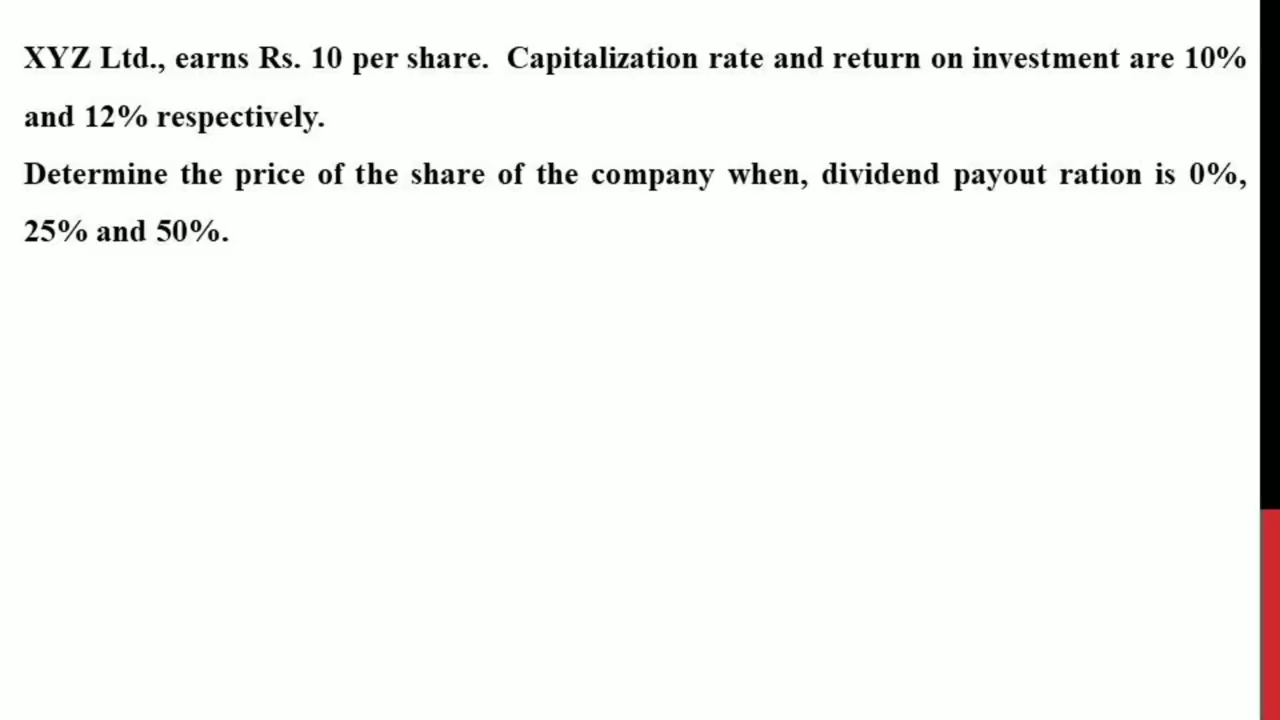 XYZ Ltd., earns Rs. 10 per share. Capitalization rate and return on investment are 10%
and 12% respectively.
Determine the price of the share of the company when, dividend payout ration is 0%,
25% and 50%.